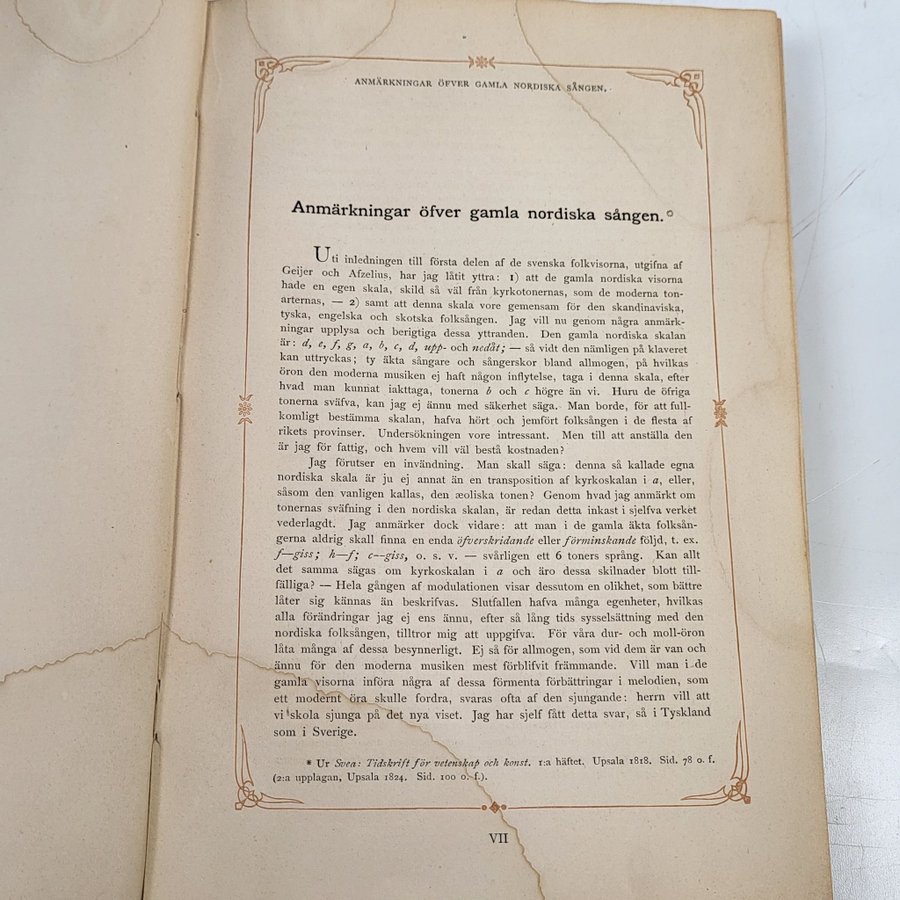 ANMÄRKNINGAR ÖFVER GAMLA NORDISKA SÅNGEN.
Anmärkningar öfver gamla nordiska sången.*
Uti inledningen till första delen af de svenska folkvisorna, utgifna af
Geijer och Afzelius, har jag låtit yttra: 1) att de gamla nordiska visorna
hade en egen skala, skild så väl från kyrkotonernas, som de moderna ton-
arternas, — 2) samt att denna skala vore gemensam för den skandinaviska,
tyska, engelska och skotska folksången. Jag vill nu genom några anmärk-
ningar upplysa och berigtiga dessa yttranden. Den gamla nordiska skalan
är: d, e, f, g, a, b, c, d, upp- och nedåt; — så vidt den nämligen på klaveret
kan uttryckas; ty äkta sångare och sångerskor bland allmogen, på hvilkas
öron den moderna musiken ej haft någon inflytelse, taga i denna skala, efter
hvad man kunnat iakttaga, tonerna b och c högre än vi. Huru de öfriga
tonerna sväfva, kan jag ej ännu med säkerhet säga. Man borde, för att full-
komligt bestämma skalan, hafva hört och jemfört folksången i de flesta af
rikets provinser. Undersökningen vore intressant. Men till att anställa den
är jag för fattig, och hvem vill väl bestå kostnaden?
Jag förutser en invändning. Man skall säga: denna så kallade egna
nordiska skala är ju ej annat än en transposition af kyrkoskalan i a, eller,
såsom den vanligen kallas, den æoliska tonen? Genom hvad jag anmärkt om
tonernas sväfning i den nordiska skalan, är redan detta inkast i sjelfva verket
vederlagdt. Jag anmärker dock vidare: att man i de gamla äkta folksån-
gerna aldrig skall finna en enda öfverskridande eller förminskande följd, t. ex.
f—giss; h—f; c—giss, o. s. v. — svårligen ett 6 toners språng. Kan allt
det samma sägas om kyrkoskalan i a och äro dessa skilnader blott till-
fälliga? — Hela gången af modulationen visar dessutom en olikhet, som bättre
låter sig kännas än beskrifvas. Slutfallen hafva många egenheter, hvilkas
alla förändringar jag ej ens ännu, efter så lång tids sysselsättning med den
nordiska folksången, tilltror mig att uppgifva. För våra dur- och moll-öron
låta många af dessa besynnerligt. Ej så för allmogen, som vid dem är van och
ännu för den moderna musiken mest förblifvit främmande. Vill man i de
gamla visorna införa några af dessa förmenta förbättringar i melodien, som
ett modernt öra skulle fordra, svaras ofta af den sjungande: herrn vill att
vi skola sjunga på det nya viset. Jag har sjelf fått detta svar, så i Tyskland
som i Sverige.
* Ur Svea: Tidskrift för vetenskap och konst. 1:a häftet. Upsala 1818. Sid. 78 o. f.
(2:a upplagan, Upsala 1824. Sid. 100 o. f.).
VII